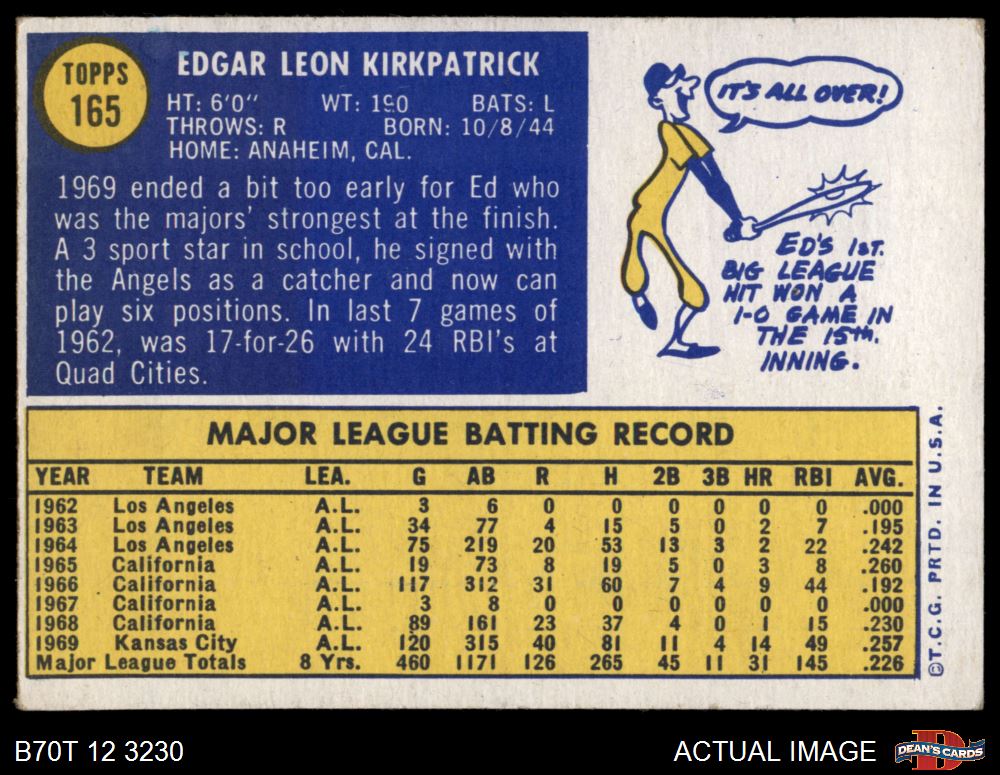 TOPPS
165
EDGAR LEON KIRKPATRICK
HT: 6'0" WT: 190 BATS: L
THROWS: R BORN: 10/8/44
HOME: ANAHEIM, CAL.
1969 ended a bit too early for Ed who
was the majors' strongest at the finish.
A 3 sport star in school, he signed with
the Angels as a catcher and now can
play six positions. In last 7 games of
1962, was 17-for-26 with 24 RBI's at
Quad Cities.
IT'S ALL OVER!
ED'S 1ST.
BIG LEAGUE
HIT WON A
1-0 GAME IN
THE 15TH.
INNING.
MAJOR LEAGUE BATTING RECORD
YEAR TEAM LEA. G AB R H 2B 3B HR RBI AVG.
1962 Los Angeles A.L. 3 6 0 0 0 0 0 0 .000
1963 Los Angeles A.L. 34 77 4 15 5 0 2 7 .195
1964 Los Angeles A.L. 75 219 20 53 13 3 2 22 .242
1965 California A.L. 19 73 8 19 5 0 3 8 .260
1966 California A.L. 117 312 31 60 7 4 9 44 .192
1967 California A.L. 3 8 0 0 0 0 0 0 .000
1968 California A.L. 89 161 23 37 4 0 1 15 .230
1969 Kansas City A.L. 120 315 40 81 11 4 14 49 .257
Major League Totals 8 Yrs. 460 1171 126 265 45 11 31 145 .226
©T.C.G. PRTD. IN U.S.A.
B70T 12 3230
ACTUAL IMAGE
D
DEAN'S CARDS